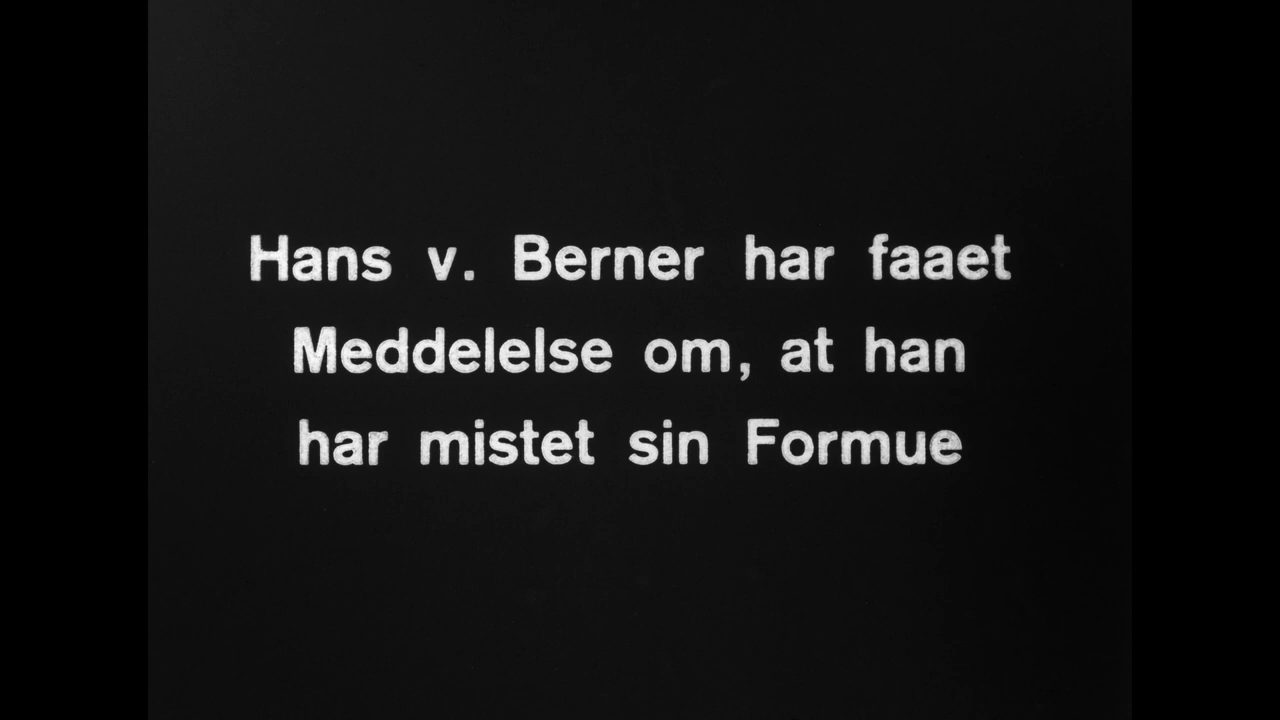 Hans v. Berner har faaet
Meddelelse om, at han
har mistet sin Formue